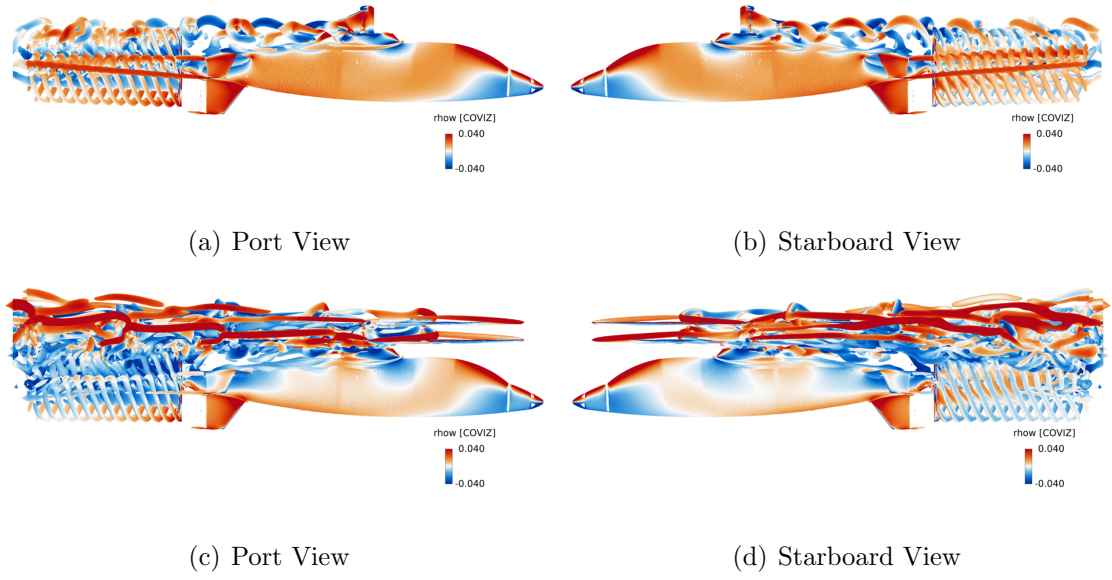 rhow [COVIZ]
0.040
-0.040
rhow [COVIZ]
0.040
-0.040
(a) Port View
(b) Starboard View
rhow [COVIZ]
0.040
-0.040
rhow [COVIZ]
0.040
-0.040
(c) Port View
(d) Starboard View